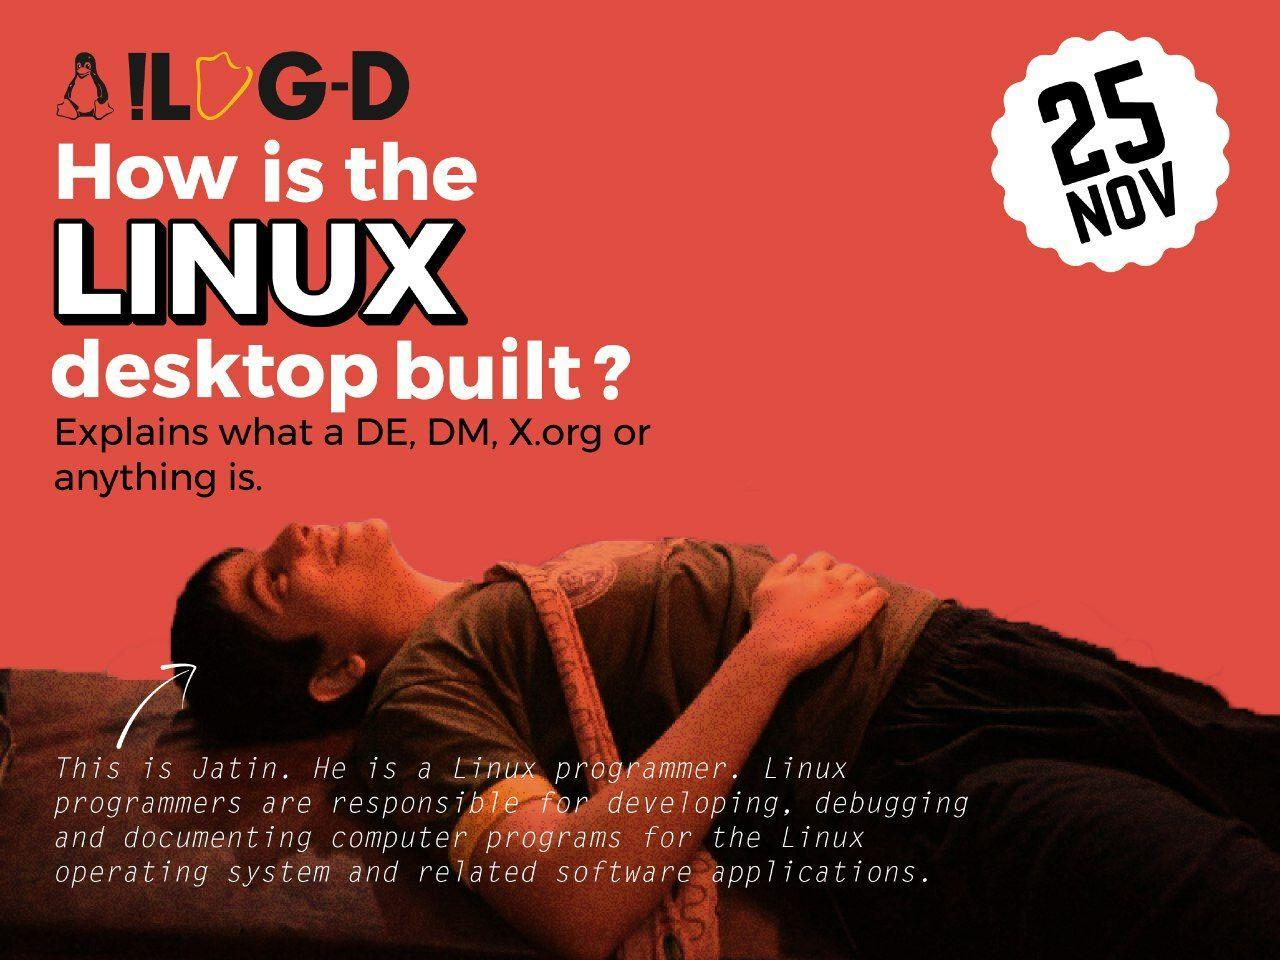 !LUG-D
25
NOV
How is the
LINUX
desktop built?
Explains what a DE, DM, X.org or
anything is.
This is Jatin. He is a Linux programmer. Linux
programmers are responsible for developing, debugging
and documenting computer programs for the Linux
operating system and related software applications.